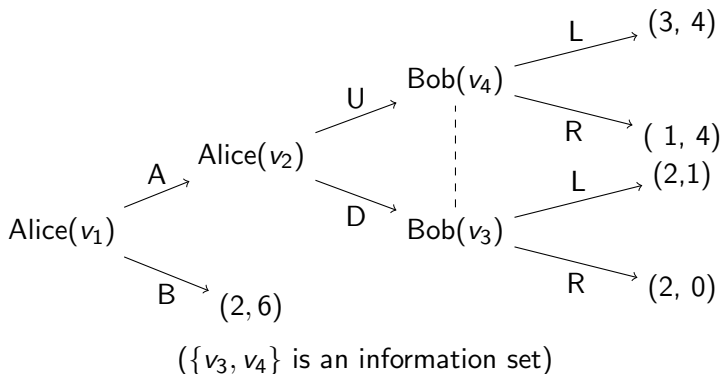 L
(3, 4)
Bob(v₄)
U
R
Alice(v₂)
( 1, 4)
A
L
(2,1)
Alice(v₁)
D
Bob(v₃)
B
(2, 6)
R
(2, 0)
({v₃, v₄} is an information set)